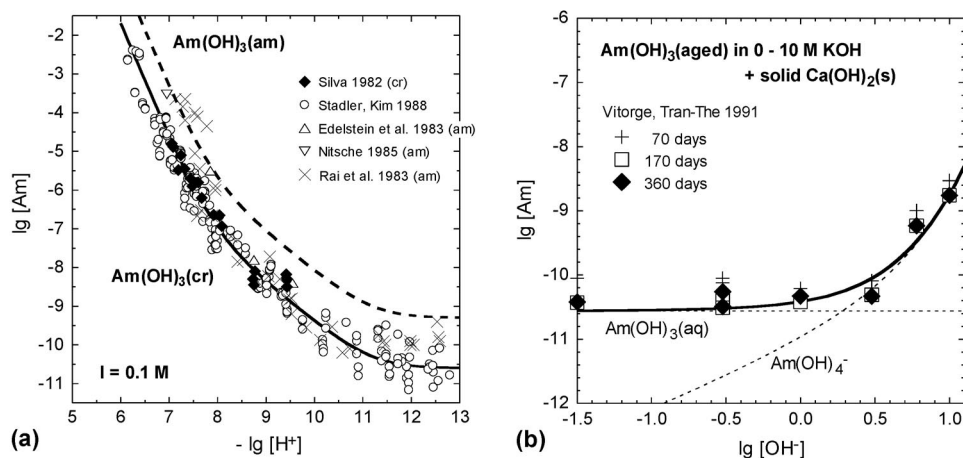 Am(OH)₃(am)
Silva 1982 (cr)
Stadler, Kim 1988
Edelstein et al. 1983 (am)
Nitsche 1985 (am)
Rai et al. 1983 (am)
Am(OH)₃(cr)
I = 0.1 M
lg [Am]
-1
-2
-3
-4
-5
-6
-7
-8
-9
-10
-11
5 6 7 8 9 10 11 12 13
- lg [H⁺]
(a)
Am(OH)₃(aged) in 0 - 10 M KOH
+ solid Ca(OH)₂(s)
Vitorge, Tran-The 1991
70 days
170 days
360 days
Am(OH)₃(aq)
Am(OH)₄⁻
lg [Am]
-6
-7
-8
-9
-10
-11
-12
-1.5 -1.0 -0.5 0.0 0.5 1.0
lg [OH⁻]
(b)